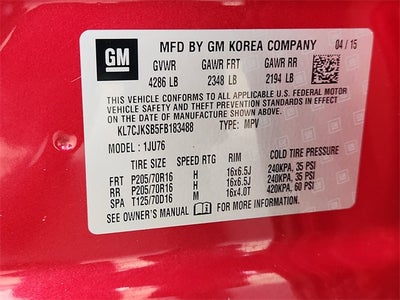 GM
MFD BY GM KOREA COMPANY 04 / 15
GVWR GAWR FRT GAWR RR
4286 LB 2348 LB 2194 LB
THIS VEHICLE CONFORMS TO ALL APPLICABLE U.S. FEDERAL MOTOR
VEHICLE SAFETY AND THEFT PREVENTION STANDARDS IN EFFECT
ON THE DATE OF MANUFACTURE SHOWN ABOVE.
KL7CJKSB5FB183488 TYPE: MPV
MODEL: 1JU76
TIRE SIZE SPEED RTG RIM COLD TIRE PRESSURE
FRT P205/70R16 H 16x6.5J 240KPA, 35 PSI
RR P205/70R16 H 16x6.5J 240KPA, 35 PSI
SPA T125/70D16 M 16x4.0T 420KPA, 60 PSI
SEE OWNER'S MANUAL FOR MORE INFORMATION.